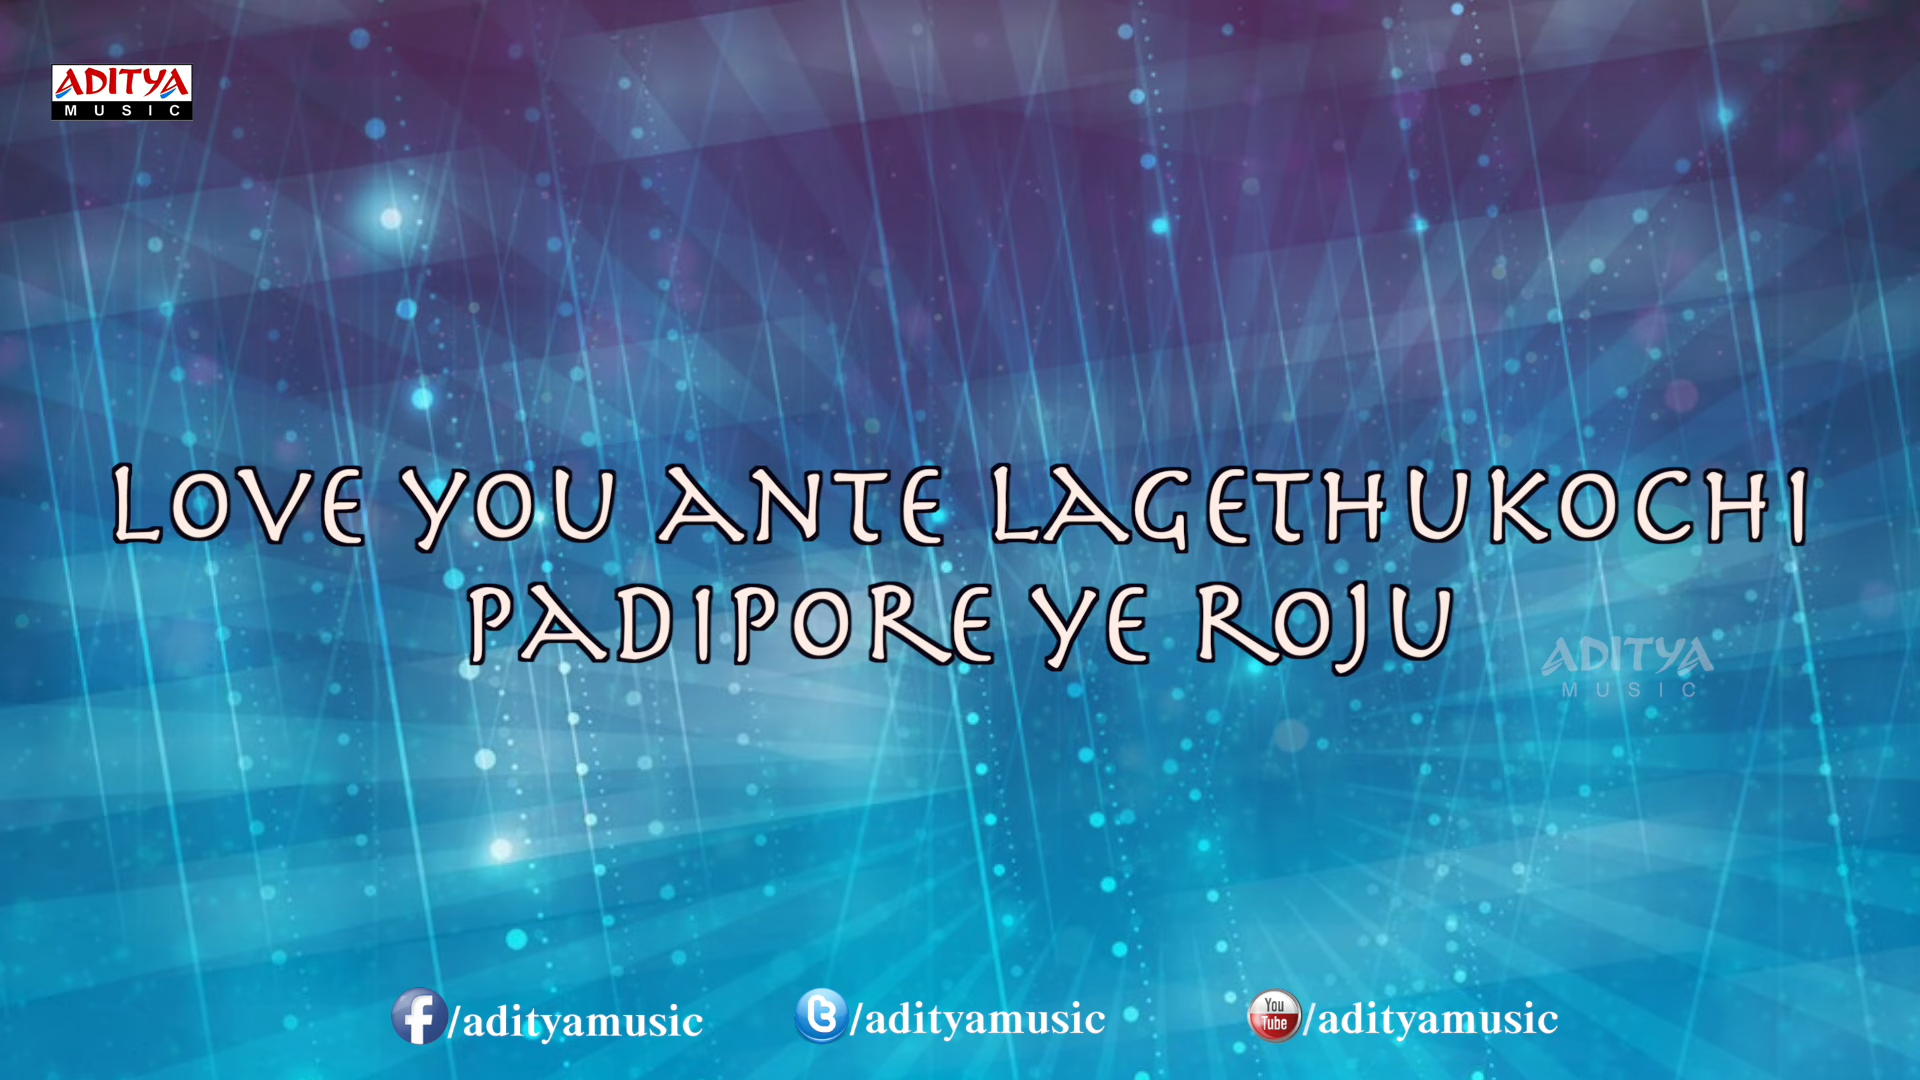 ADITYA
MUSIC
LOVE YOU ANTE LAGETHUKOCHI
PADIPORE YE ROJU
ADITYA
MUSIC
f/adityamusic
t/adityamusic
You
Tube
/adityamusic